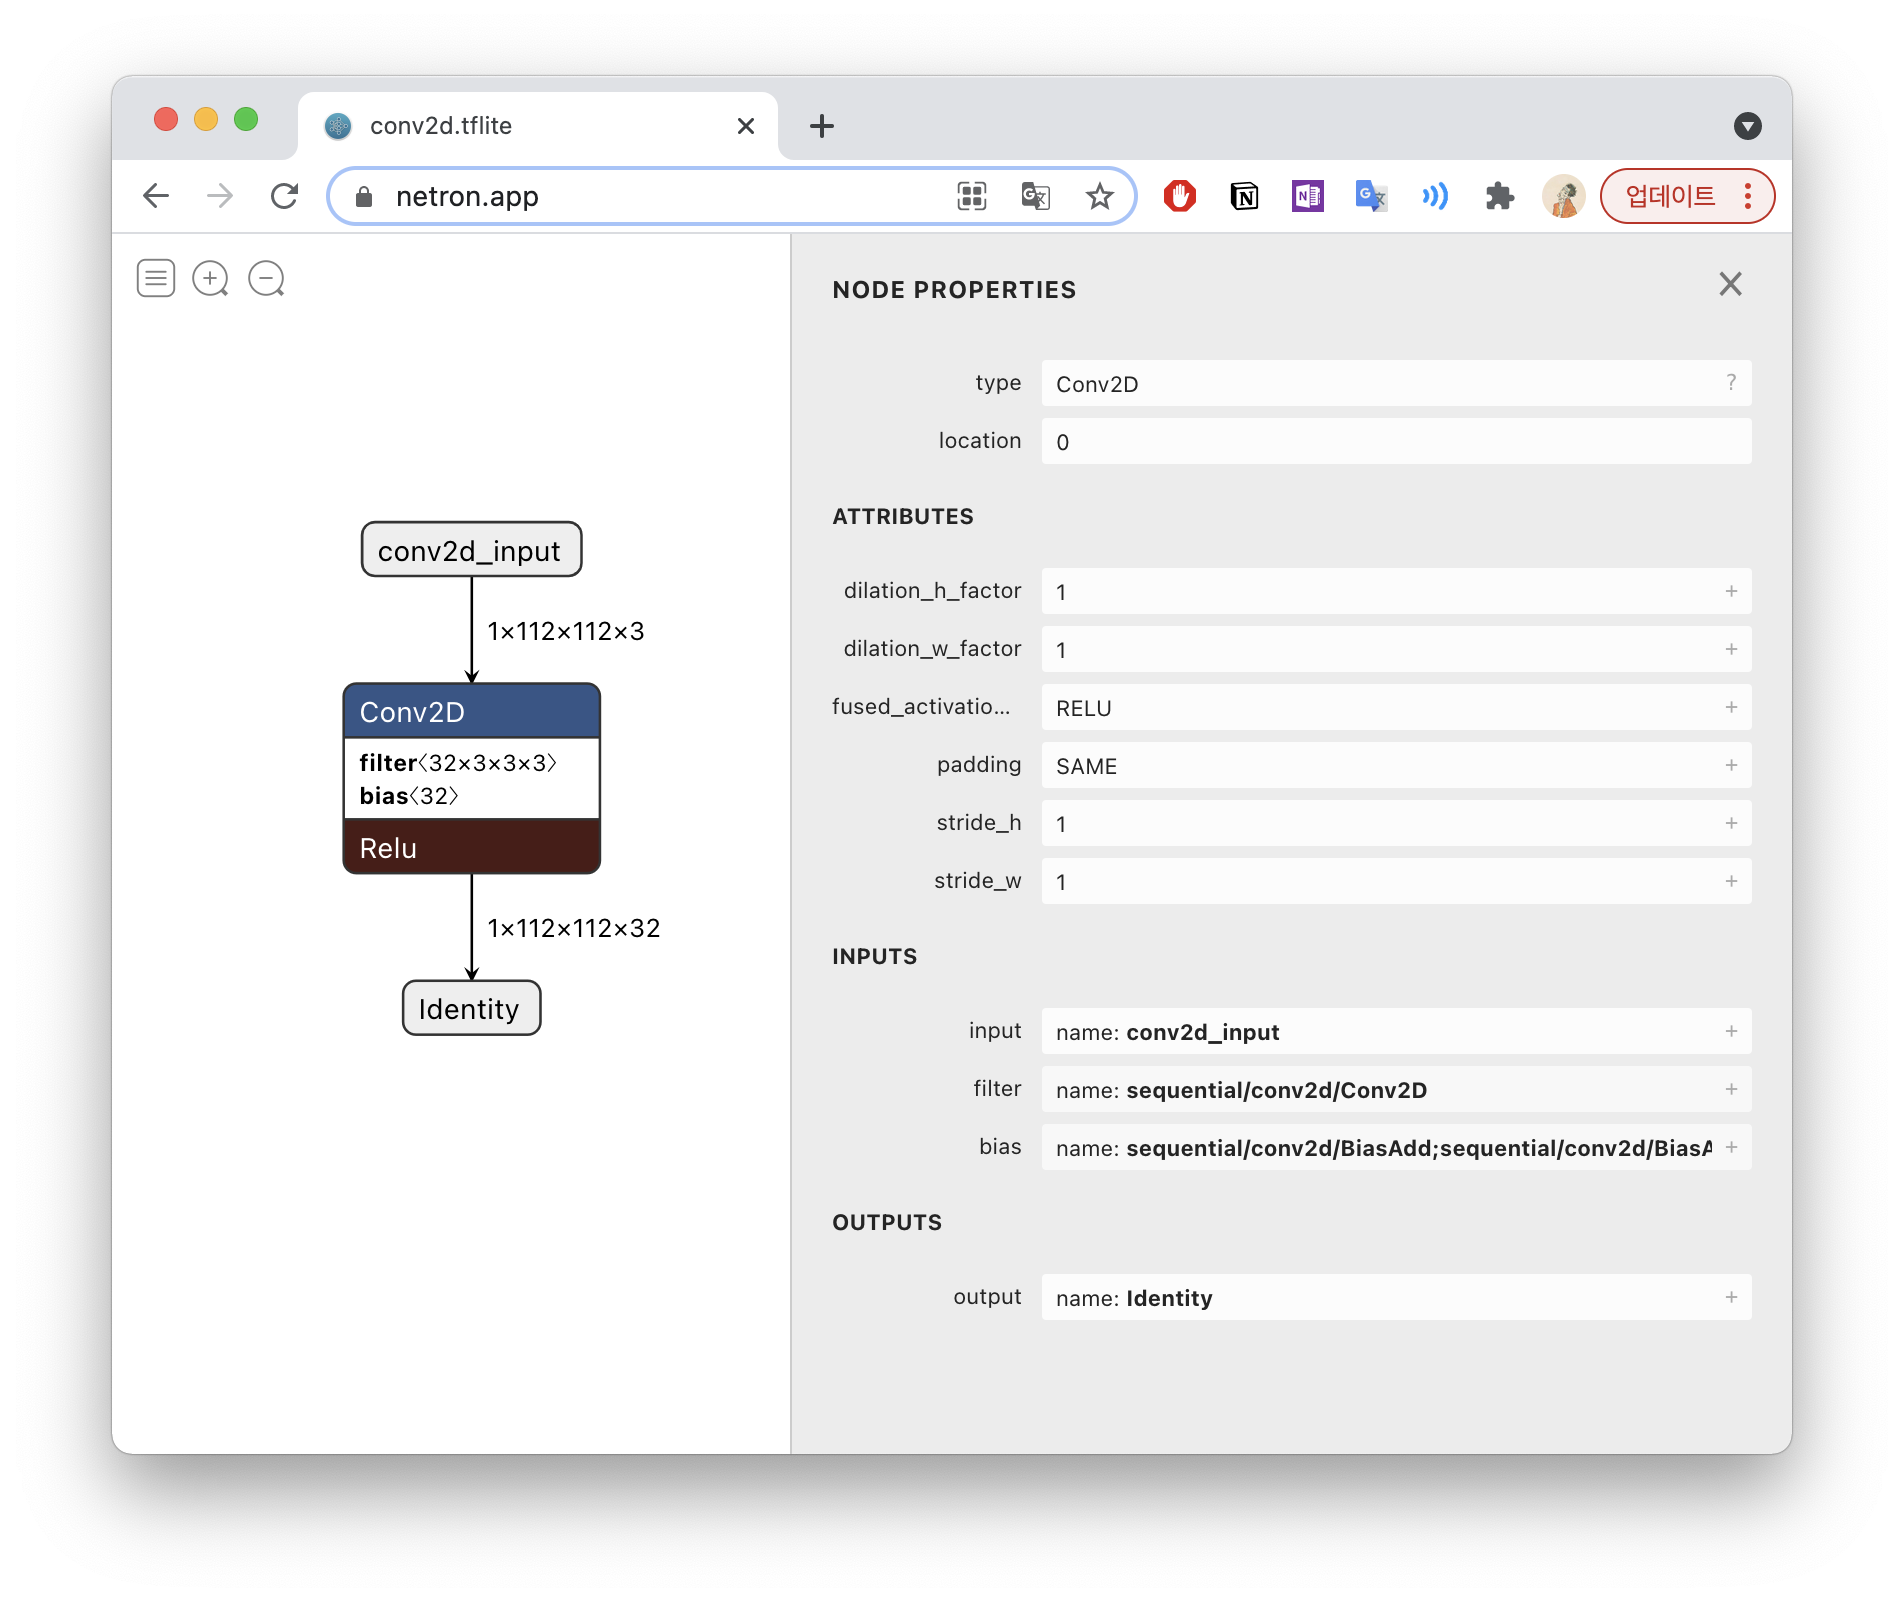 conv2d.tflite
netron.app
업데이트
conv2d_input
1×112×112×3
Conv2D
filter〈32×3×3×3〉
bias〈32〉
Relu
1×112×112×32
Identity
NODE PROPERTIES
type Conv2D ?
location 0
ATTRIBUTES
dilation_h_factor 1 +
dilation_w_factor 1 +
fused_activatio... RELU +
padding SAME +
stride_h 1 +
stride_w 1 +
INPUTS
input name: conv2d_input +
filter name: sequential/conv2d/Conv2D +
bias name: sequential/conv2d/BiasAdd;sequential/conv2d/BiasA +
OUTPUTS
output name: Identity +